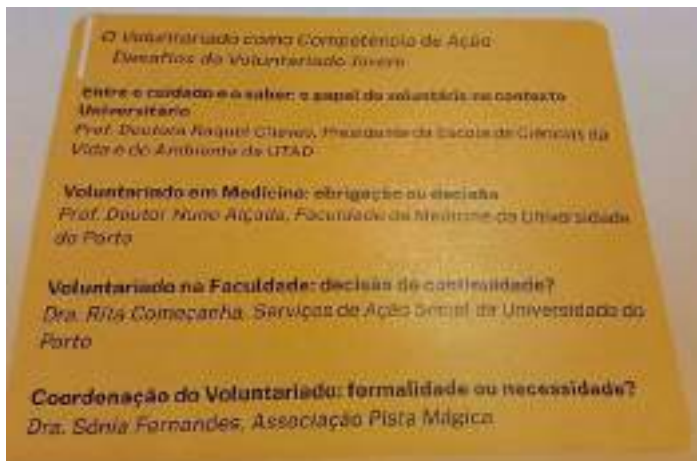 O Voluntariado como Competência de Ação
Desafios do Voluntariado Jovem
Entre o cuidado e o saber: o papel do voluntário no contexto
Universitário
Prof. Doutora Raquel Chaves, Presidente da Escola de Ciências da
Vida e do Ambiente da UTAD
Voluntariado em Medicina: obrigação ou decisão
Prof. Doutor Nuno Alçada, Faculdade de Medicina da Universidade
do Porto
Voluntariado na Faculdade: decisão de continuidade?
Dra. Rita Começanha, Serviços de Ação Social da Universidade do
Porto
Coordenação do Voluntariado: formalidade ou necessidade?
Dra. Sónia Fernandes, Associação Pista Mágica